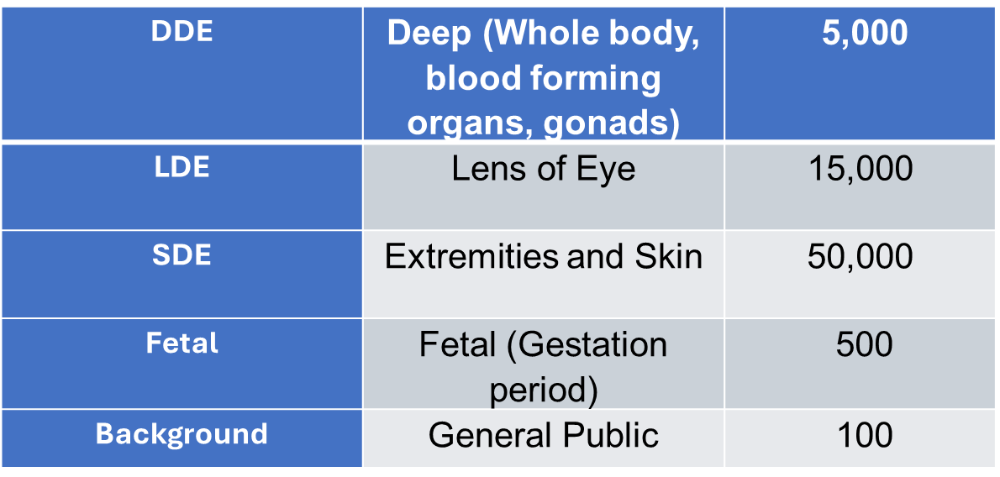 DDE
Deep (Whole body,
blood forming
organs, gonads)
5,000
LDE
Lens of Eye
15,000
SDE
Extremities and Skin
50,000
Fetal
Fetal (Gestation
period)
500
Background
General Public
100